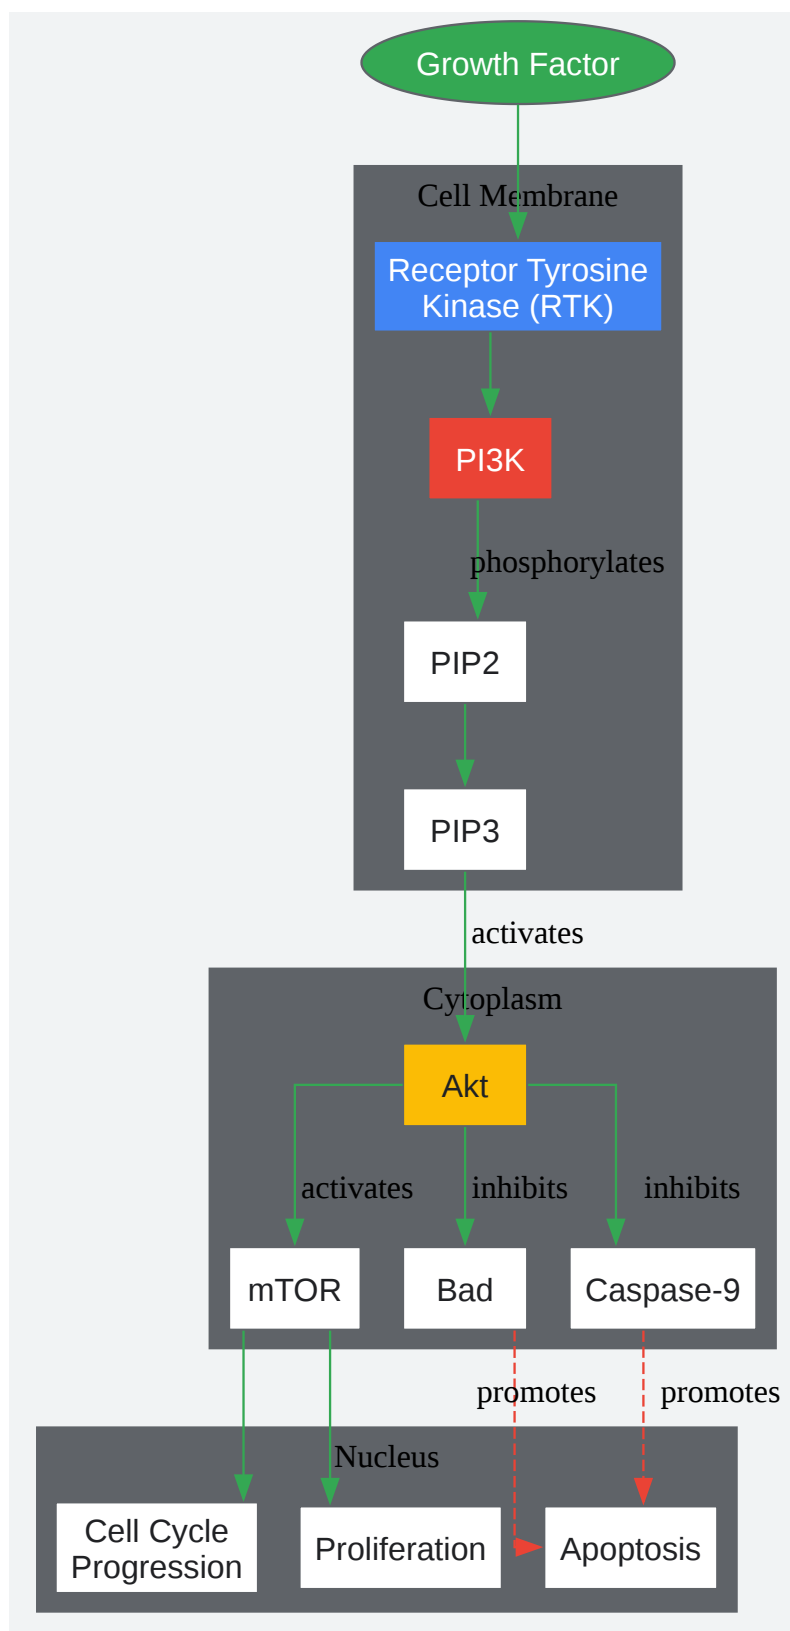 Growth Factor
Cell Membrane
Receptor Tyrosine
Kinase (RTK)
PI3K
phosphorylates
PIP2
PIP3
activates
Cytoplasm
Akt
activates
inhibits
inhibits
mTOR
Bad
Caspase-9
promotes
promotes
Nucleus
Cell Cycle
Progression
Proliferation
Apoptosis